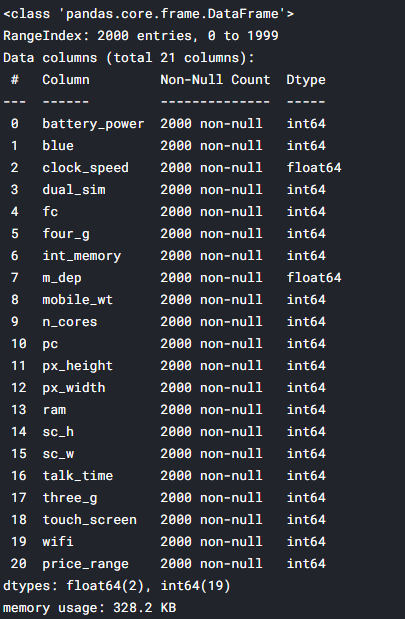 <class 'pandas.core.frame.DataFrame'>
RangeIndex: 2000 entries, 0 to 1999
Data columns (total 21 columns):
 #   Column         Non-Null Count  Dtype
---  ------         --------------  -----
 0   battery_power  2000 non-null   int64
 1   blue           2000 non-null   int64
 2   clock_speed    2000 non-null   float64
 3   dual_sim       2000 non-null   int64
 4   fc             2000 non-null   int64
 5   four_g         2000 non-null   int64
 6   int_memory     2000 non-null   int64
 7   m_dep          2000 non-null   float64
 8   mobile_wt      2000 non-null   int64
 9   n_cores        2000 non-null   int64
 10  pc             2000 non-null   int64
 11  px_height      2000 non-null   int64
 12  px_width       2000 non-null   int64
 13  ram            2000 non-null   int64
 14  sc_h           2000 non-null   int64
 15  sc_w           2000 non-null   int64
 16  talk_time      2000 non-null   int64
 17  three_g        2000 non-null   int64
 18  touch_screen   2000 non-null   int64
 19  wifi           2000 non-null   int64
 20  price_range    2000 non-null   int64
dtypes: float64(2), int64(19)
memory usage: 328.2 KB